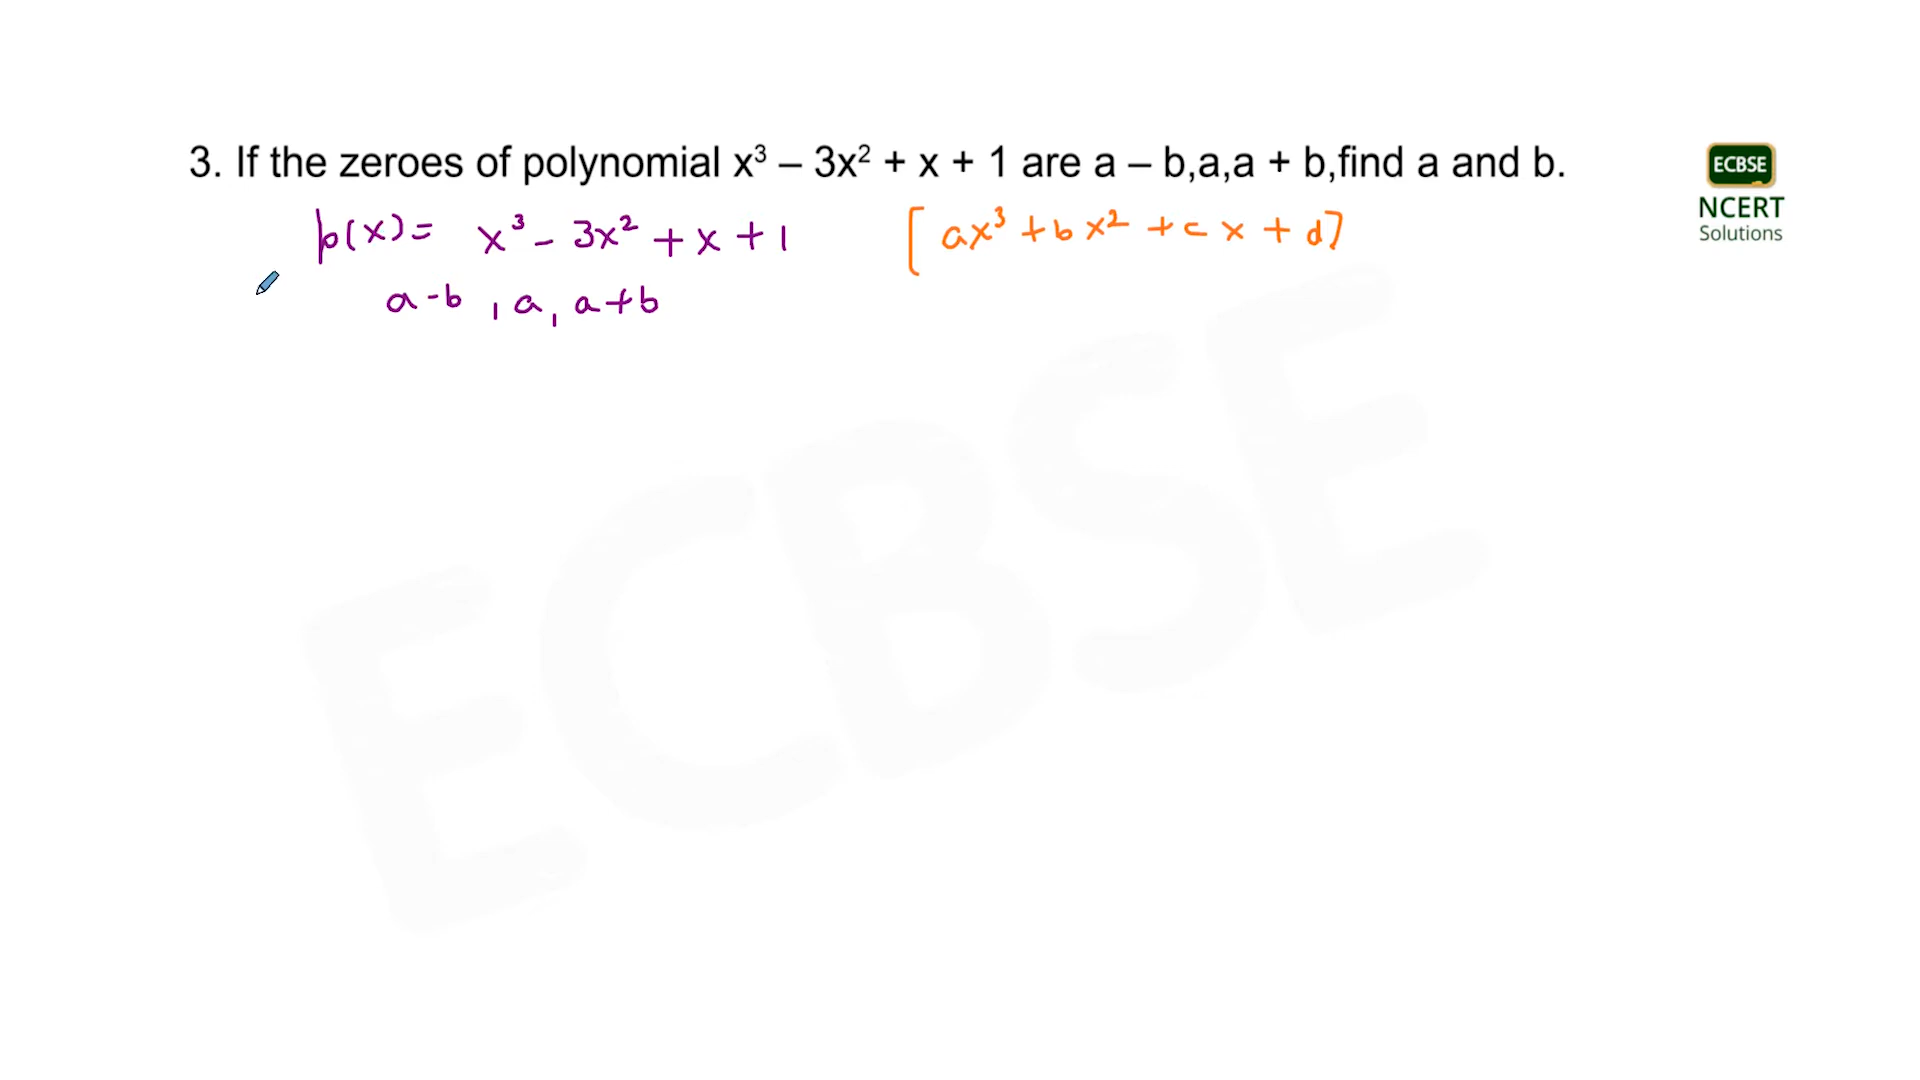 3. If the zeroes of polynomial x³ – 3x² + x + 1 are a – b,a,a + b,find a and b.
ECBSE
NCERT
Solutions
p(x) = x³ - 3x² + x + 1
[ax³ + bx² + cx + d]
a-b, a, a+b
ECBSE